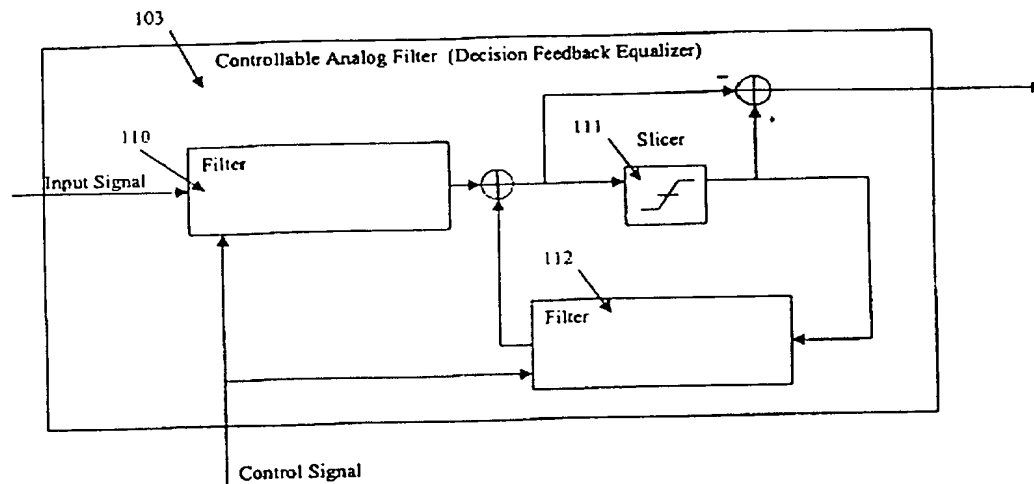 103
Controllable Analog Filter (Decision Feedback Equalizer)
110
Filter
Input Signal
111
Slicer
112
Filter
Control Signal